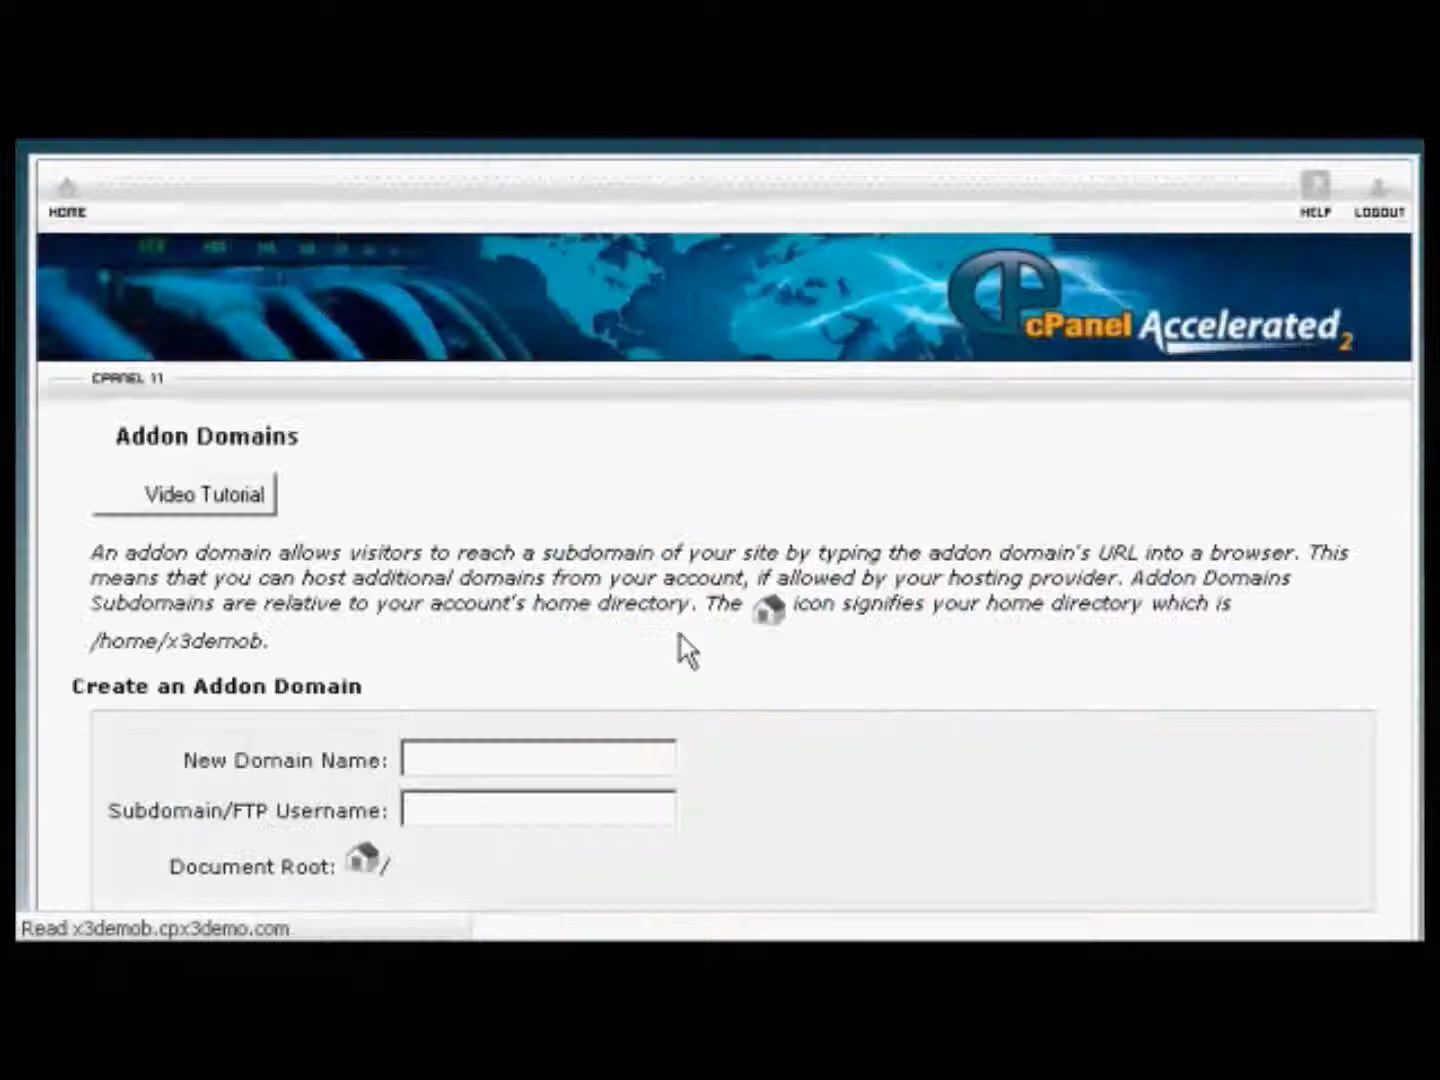 HOME
HELP
LOGOUT
cPanel Accelerated2
CPANEL 11
Addon Domains
Video Tutorial
An addon domain allows visitors to reach a subdomain of your site by typing the addon domain's URL into a browser. This
means that you can host additional domains from your account, if allowed by your hosting provider. Addon Domains
Subdomains are relative to your account's home directory. The icon signifies your home directory which is
/home/x3demob.
Create an Addon Domain
New Domain Name:
Subdomain/FTP Username:
Document Root: /
Read x3demob.cpx3demo.com